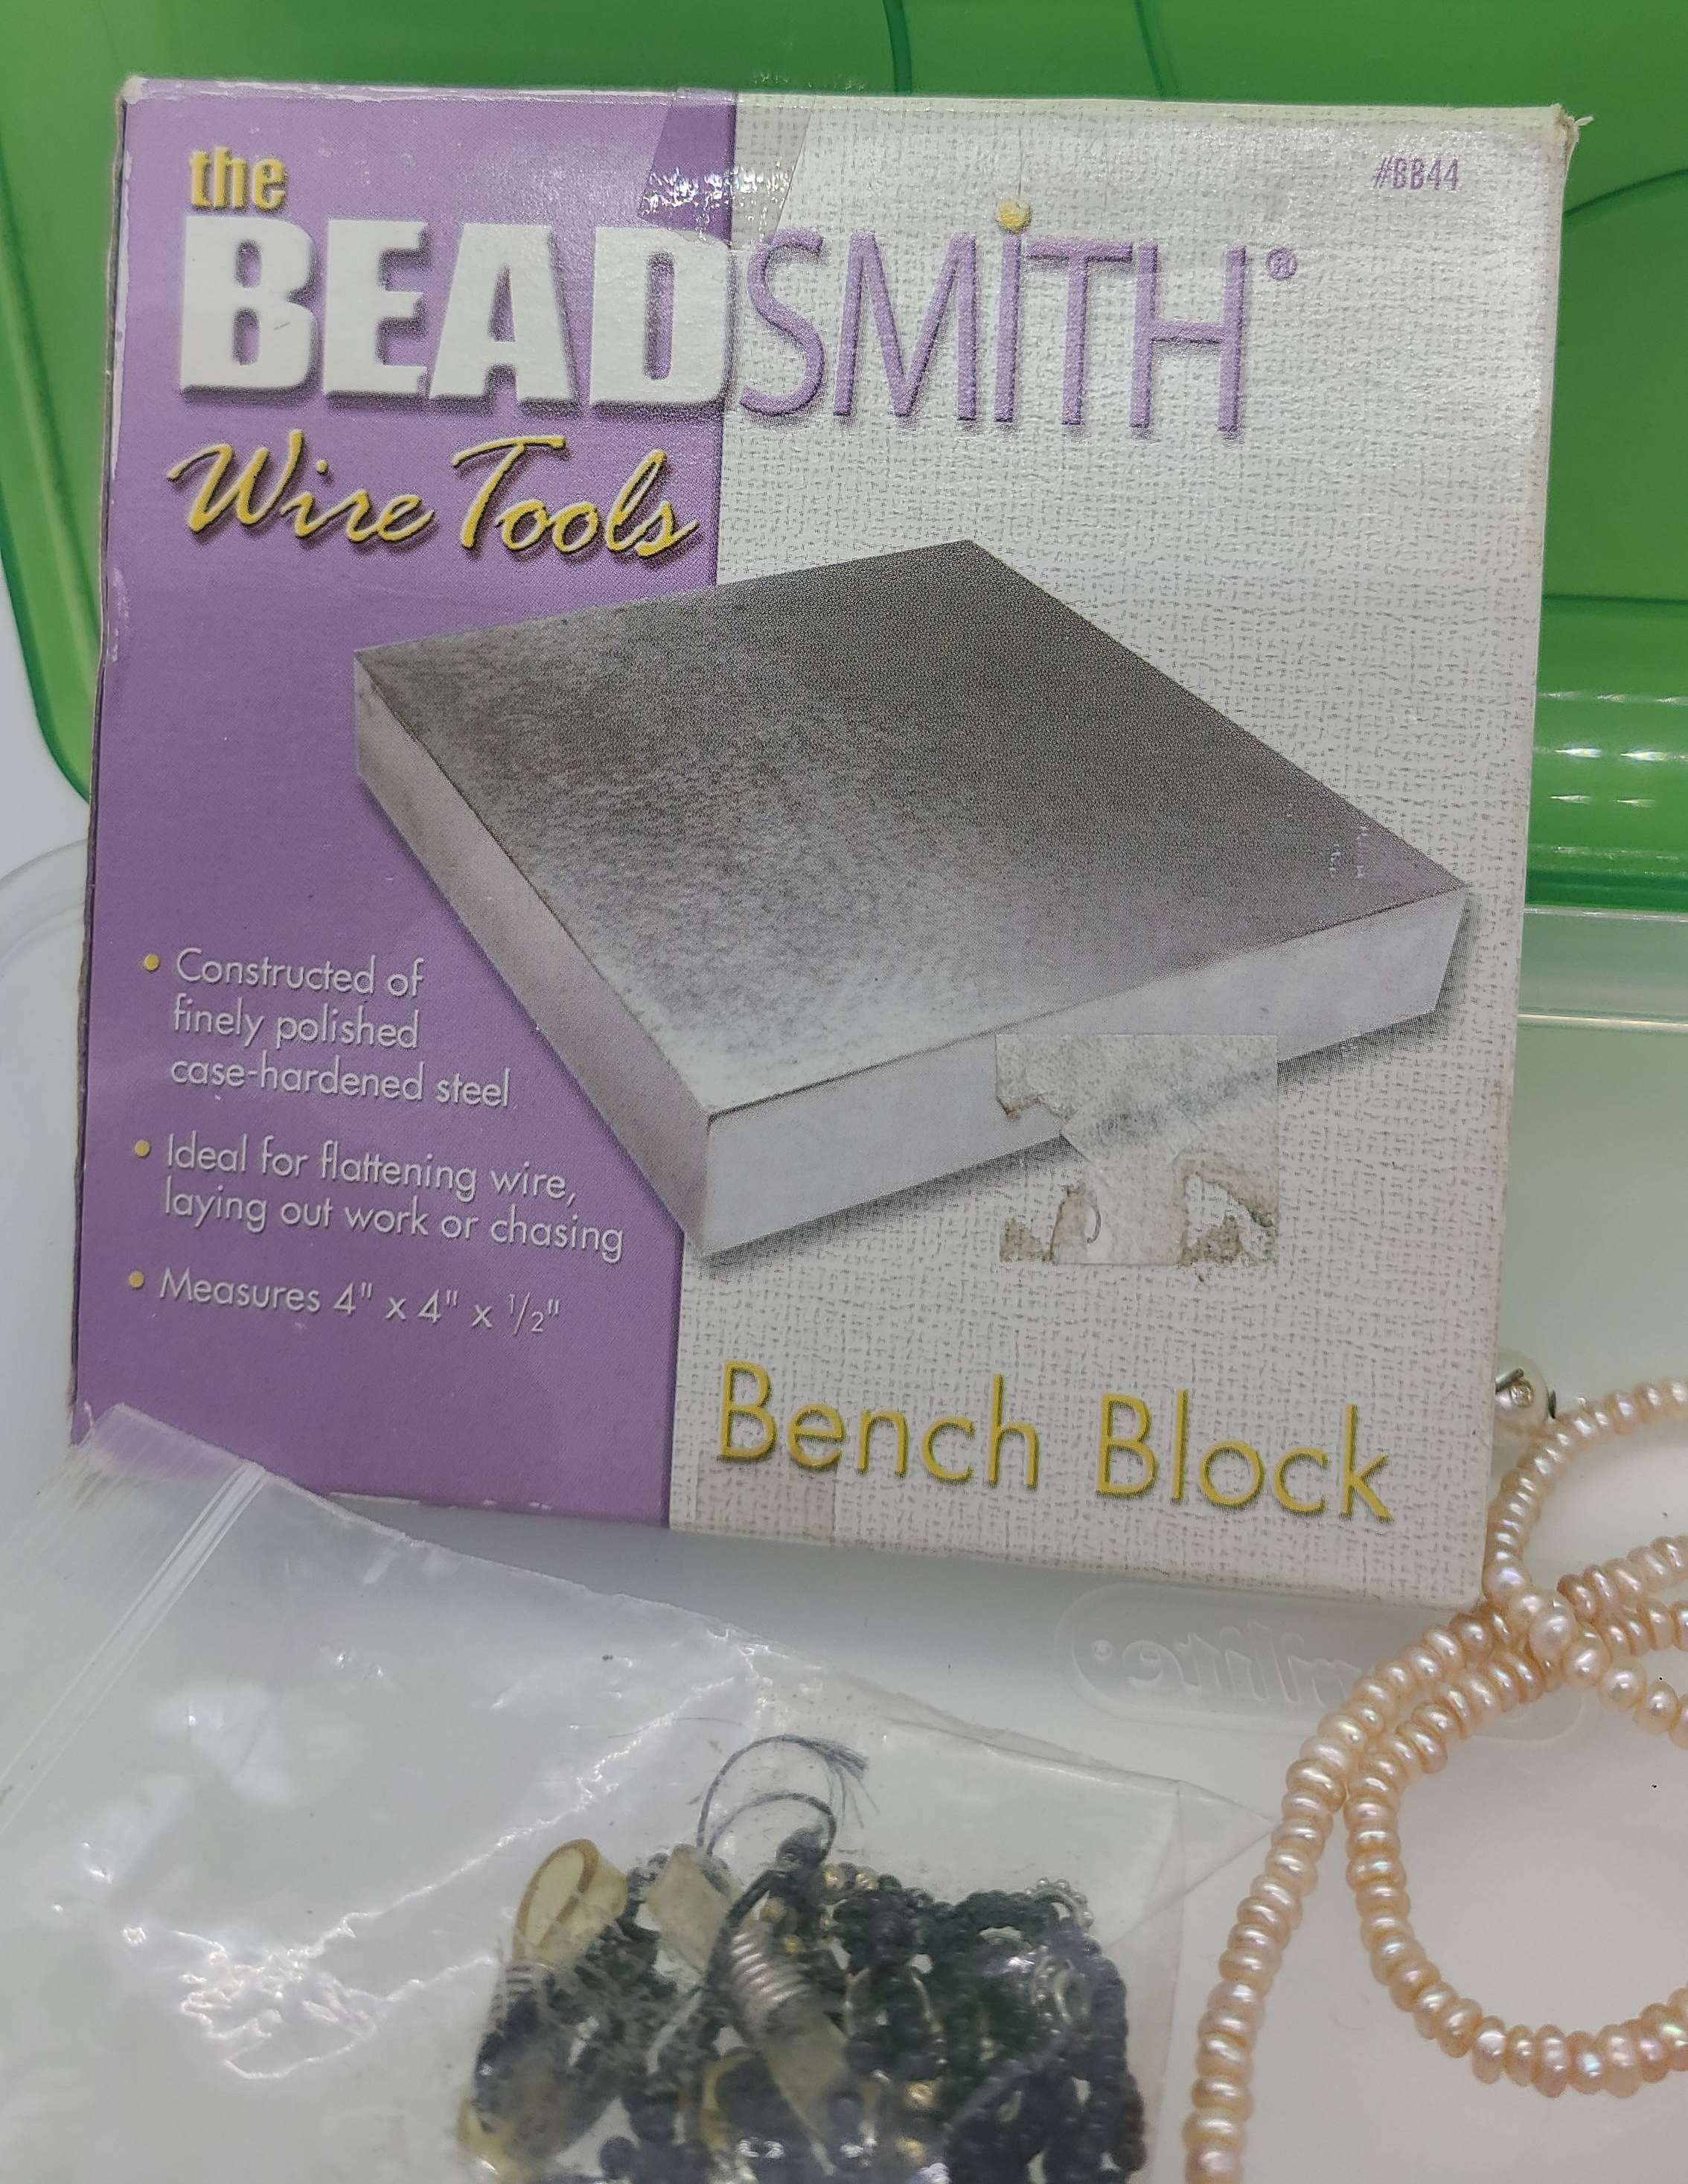 #BB44
the
BEADSMiTH®
Wire Tools
• Constructed of
finely polished
case-hardened steel
• Ideal for flattening wire,
laying out work or chasing
• Measures 4" x 4" x 1/2"
Bench Block